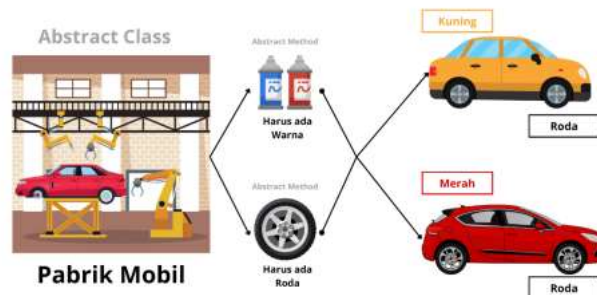 Abstract Class
Pabrik Mobil
Abstract Method
Harus ada
Warna
Abstract Method
Harus ada
Roda
Kuning
Roda
Merah
Roda